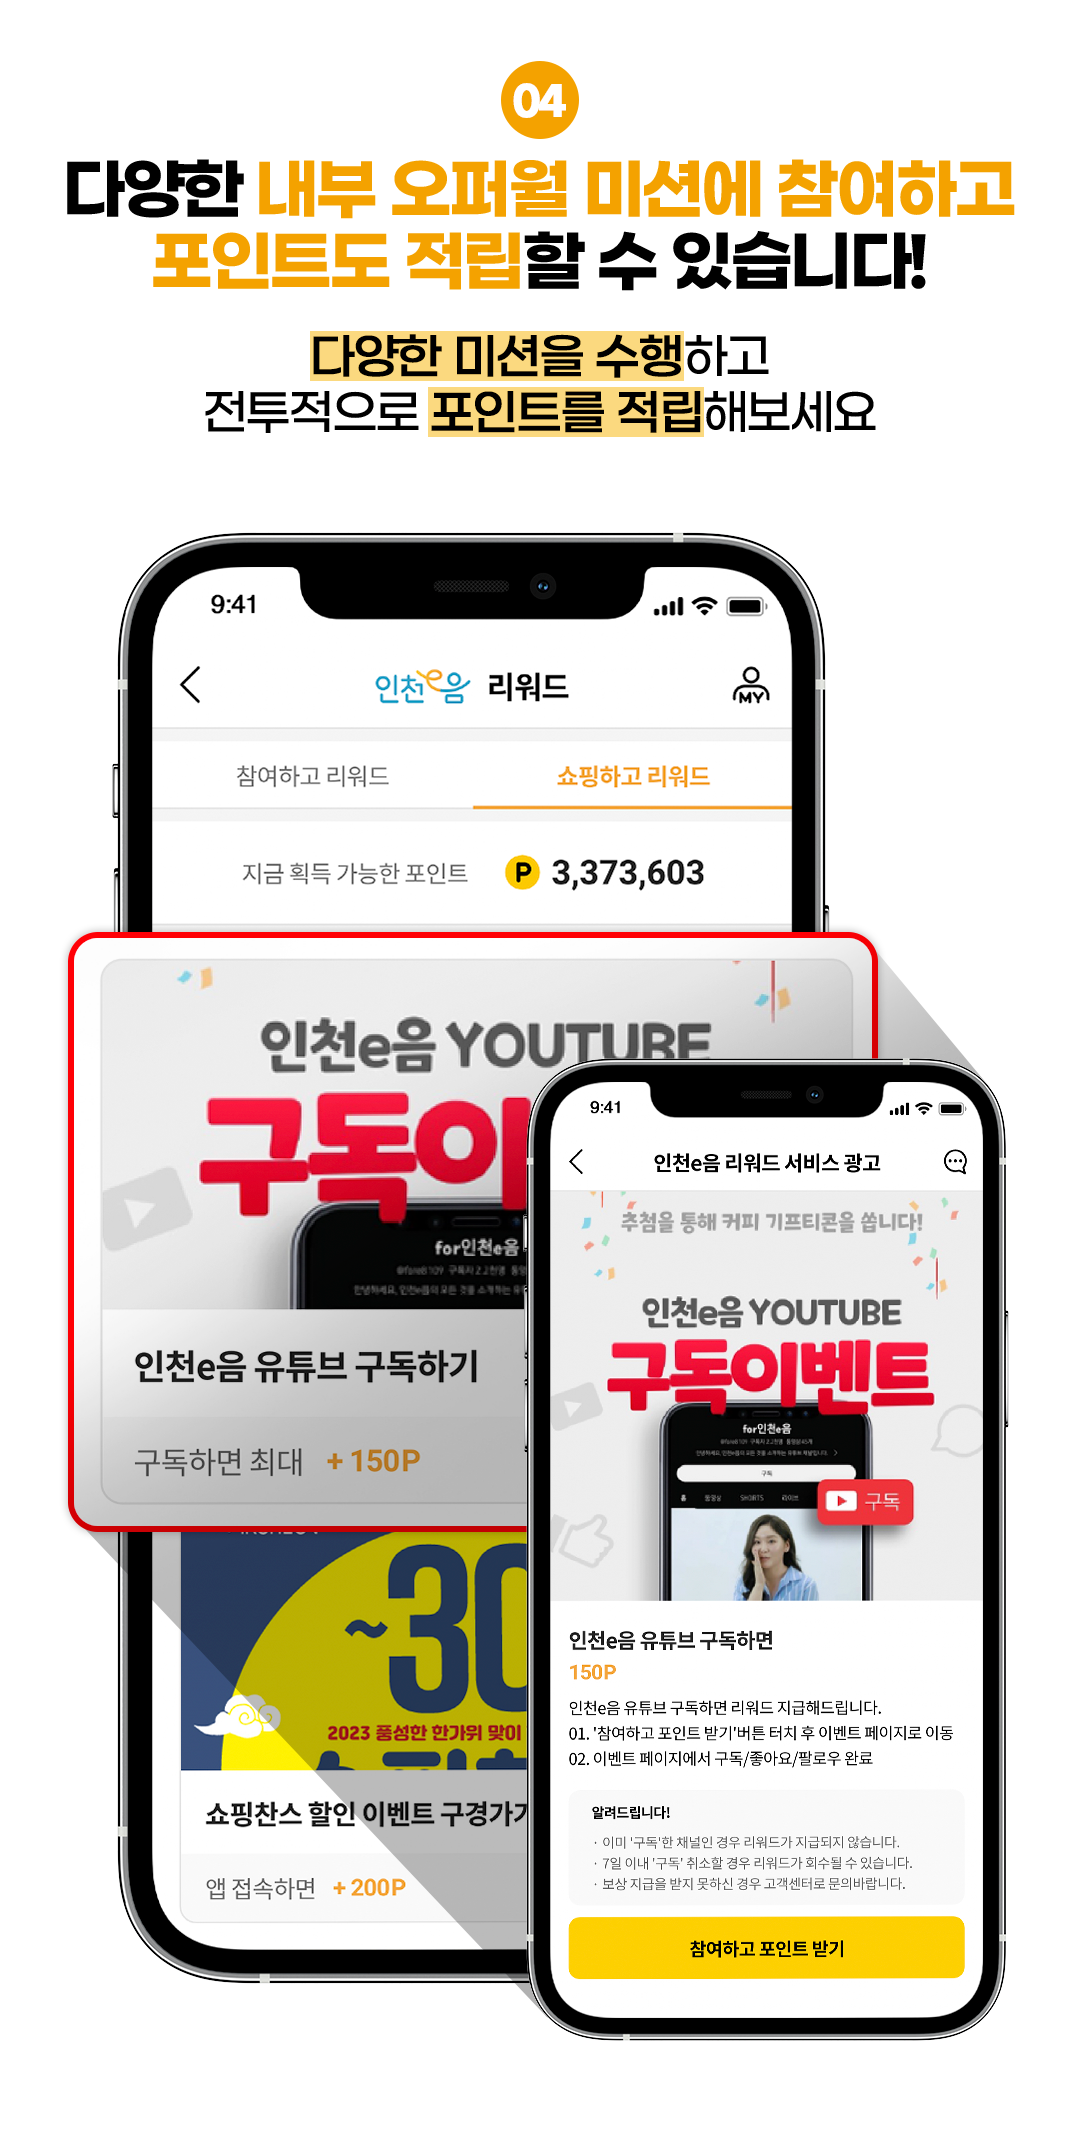 04
다양한 내부 오퍼월 미션에 참여하고
포인트도 적립할 수 있습니다!
다양한 미션을 수행하고
전투적으로 포인트를 적립해보세요
9:41
인천e음 리워드
MY
참여하고 리워드
쇼핑하고 리워드
지금 획득 가능한 포인트 P 3,373,603
인천e음 YOUTUBE
구독이
for인천e음
인천e음 유튜브 구독하기
구독하면 최대 + 150P
~30
2023 풍성한 한가위 맞이
쇼핑찬스 할인 이벤트 구경가기
앱 접속하면 + 200P
9:41
인천e음 리워드 서비스 광고
추첨을 통해 커피 기프티콘을 쏩니다!
인천e음 YOUTUBE
구독이벤트
for인천e음
구독
홈 동영상 SHORTS 라이브
구독
인천e음 유튜브 구독하면
150P
인천e음 유튜브 구독하면 리워드 지급해드립니다.
01. '참여하고 포인트 받기'버튼 터치 후 이벤트 페이지로 이동
02. 이벤트 페이지에서 구독/좋아요/팔로우 완료
알려드립니다!
· 이미 '구독'한 채널인 경우 리워드가 지급되지 않습니다.
· 7일 이내 '구독' 취소할 경우 리워드가 회수될 수 있습니다.
· 보상 지급을 받지 못하신 경우 고객센터로 문의바랍니다.
참여하고 포인트 받기